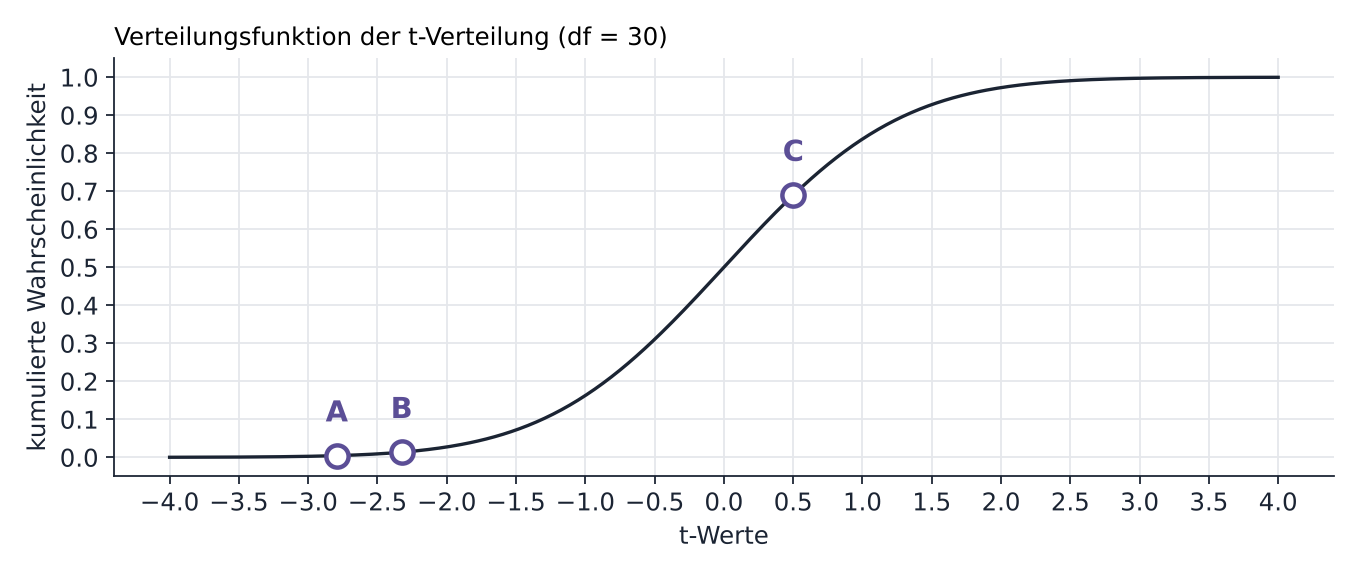 Verteilungsfunktion der t-Verteilung (df = 30)
kumulierte Wahrscheinlichkeit
1.0
0.9
0.8
0.7
0.6
0.5
0.4
0.3
0.2
0.1
0.0
A
B
C
−4.0 −3.5 −3.0 −2.5 −2.0 −1.5 −1.0 −0.5 0.0 0.5 1.0 1.5 2.0 2.5 3.0 3.5 4.0
t-Werte